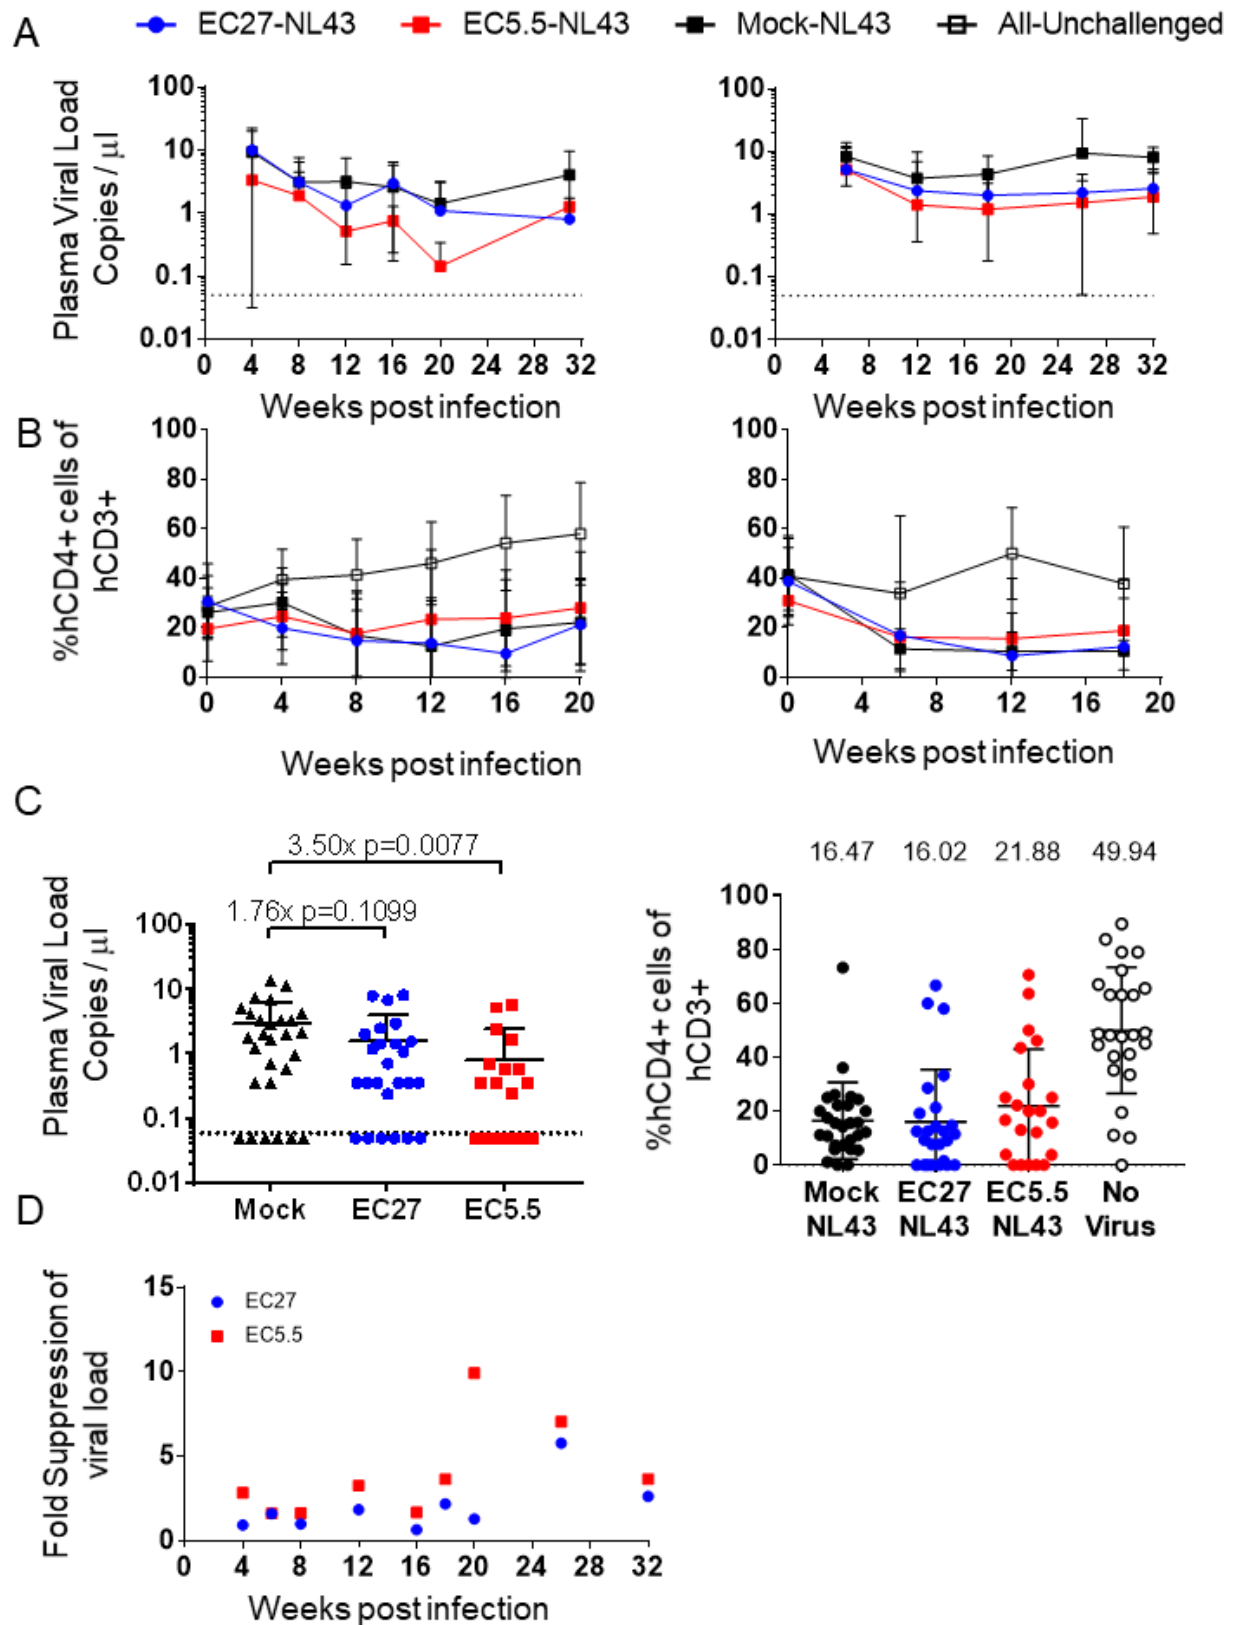 A
EC27-NL43 EC5.5-NL43 Mock-NL43 All-Unchallenged
Plasma Viral Load
Copies / μl
100
10
1
0.1
0.01
0 4 8 12 16 20 24 28 32
Weeks post infection
100
10
1
0.1
0.01
0 4 8 12 16 20 24 28 32
Weeks post infection
B
%hCD4+ cells of
hCD3+
100
80
60
40
20
0
0 4 8 12 16 20
Weeks post infection
100
80
60
40
20
0
0 4 8 12 16 20
Weeks post infection
C
Plasma Viral Load
Copies / μl
3.50x p=0.0077
1.76x p=0.1099
100
10
1
0.1
0.01
Mock EC27 EC5.5
%hCD4+ cells of
hCD3+
16.47 16.02 21.88 49.94
100
80
60
40
20
0
Mock EC27 EC5.5 No
NL43 NL43 NL43 Virus
D
Fold Suppression of
viral load
EC27
EC5.5
15
10
5
0
0 4 8 12 16 20 24 28 32
Weeks post infection